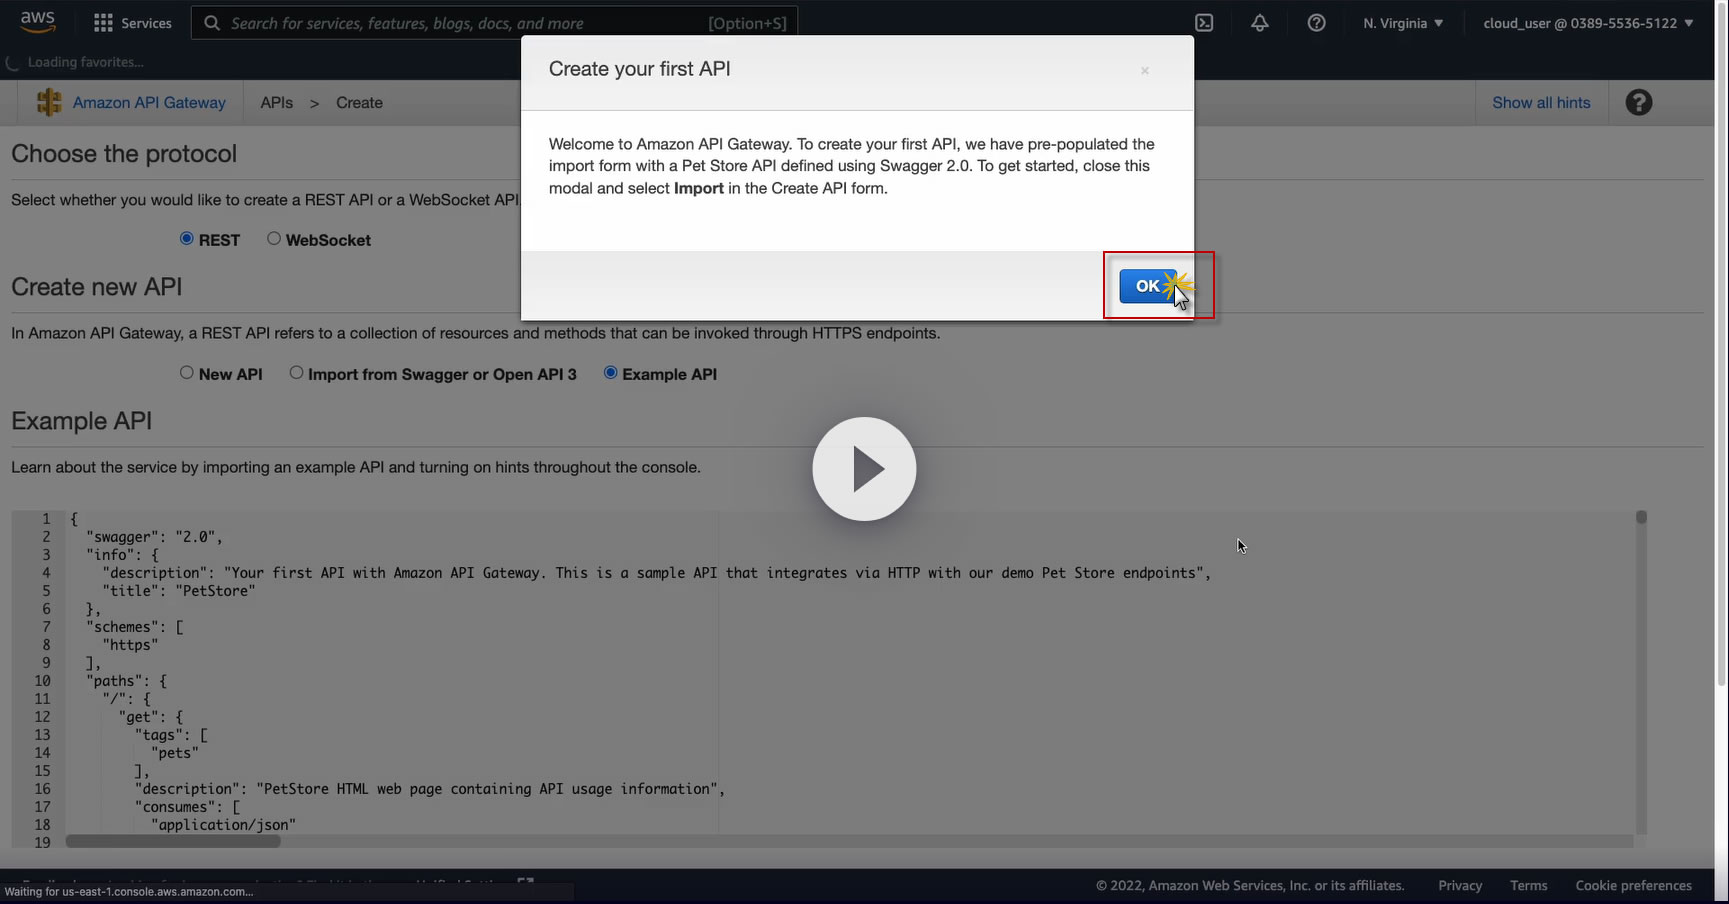 aws
Services
Search for services, features, blogs, docs, and more [Option+S]
N. Virginia
cloud_user @ 0389-5536-5122
Loading favorites...
Create your first API
×
Amazon API Gateway
APIs > Create
Show all hints
?
Choose the protocol
Welcome to Amazon API Gateway. To create your first API, we have pre-populated the
import form with a Pet Store API defined using Swagger 2.0. To get started, close this
modal and select Import in the Create API form.
Select whether you would like to create a REST API or a WebSocket API.
REST WebSocket
OK
Create new API
In Amazon API Gateway, a REST API refers to a collection of resources and methods that can be invoked through HTTPS endpoints.
New API Import from Swagger or Open API 3 Example API
Example API
Learn about the service by importing an example API and turning on hints throughout the console.
1 {
2 "swagger": "2.0",
3 "info": {
4 "description": "Your first API with Amazon API Gateway. This is a sample API that integrates via HTTP with our demo Pet Store endpoints",
5 "title": "PetStore"
6 },
7 "schemes": [
8 "https"
9 ],
10 "paths": {
11 "/": {
12 "get": {
13 "tags": [
14 "pets"
15 ],
16 "description": "PetStore HTML web page containing API usage information",
17 "consumes": [
18 "application/json"
19
Waiting for us-east-1.console.aws.amazon.com...
© 2022, Amazon Web Services, Inc. or its affiliates. Privacy Terms Cookie preferences